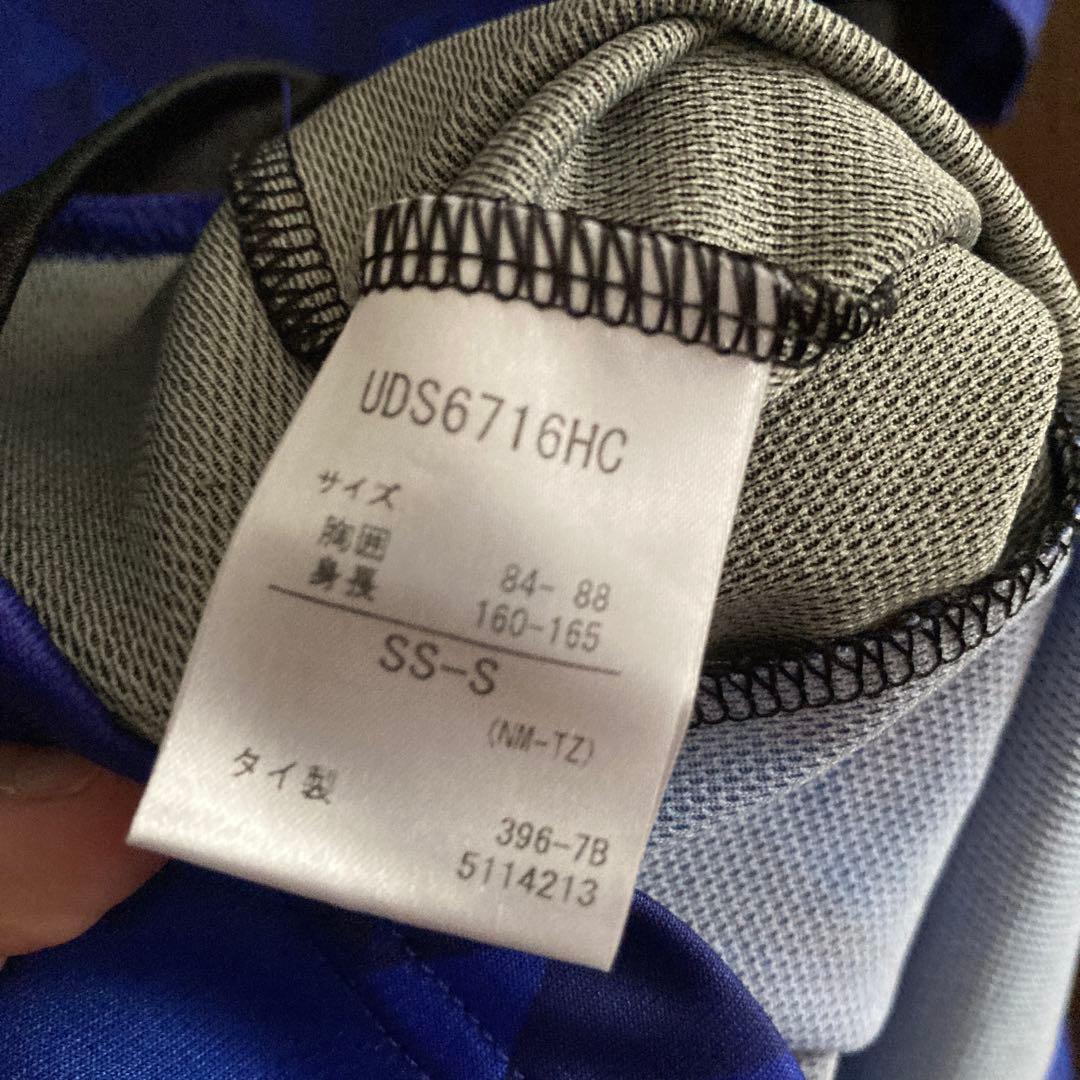 UDS6716HC
サイズ
胸囲 84- 88
身長 160-165
SS-S
(NM-TZ)
タイ製
396-7B
5114213